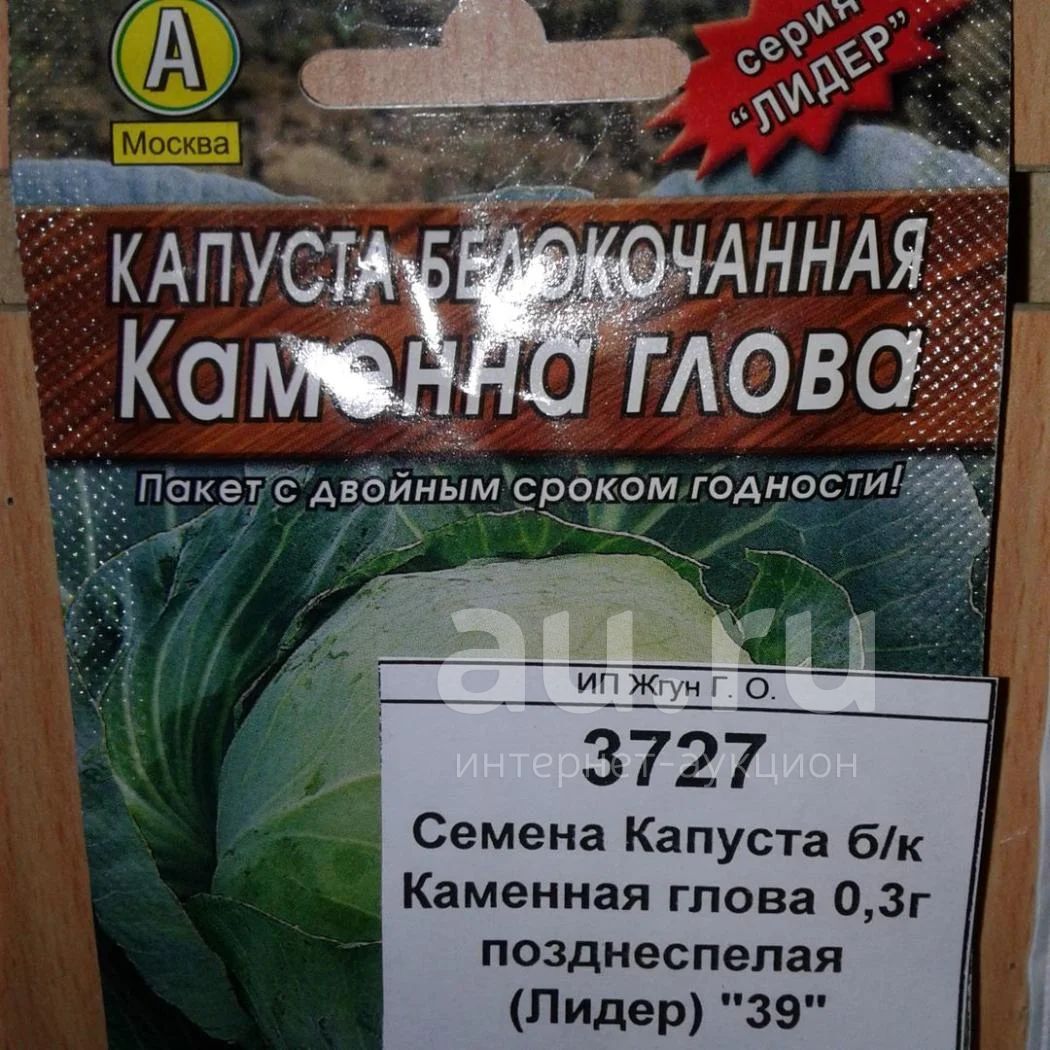 А
Москва
серия
"ЛИДЕР"
КАПУСТА БЕЛОКОЧАННАЯ
Каменна глова
Пакет с двойным сроком годности!
au.ru
интернет-аукцион
ИП Жгун Г. О.
3727
Семена Капуста б/к
Каменная глова 0,3г
позднеспелая
(Лидер) "39"